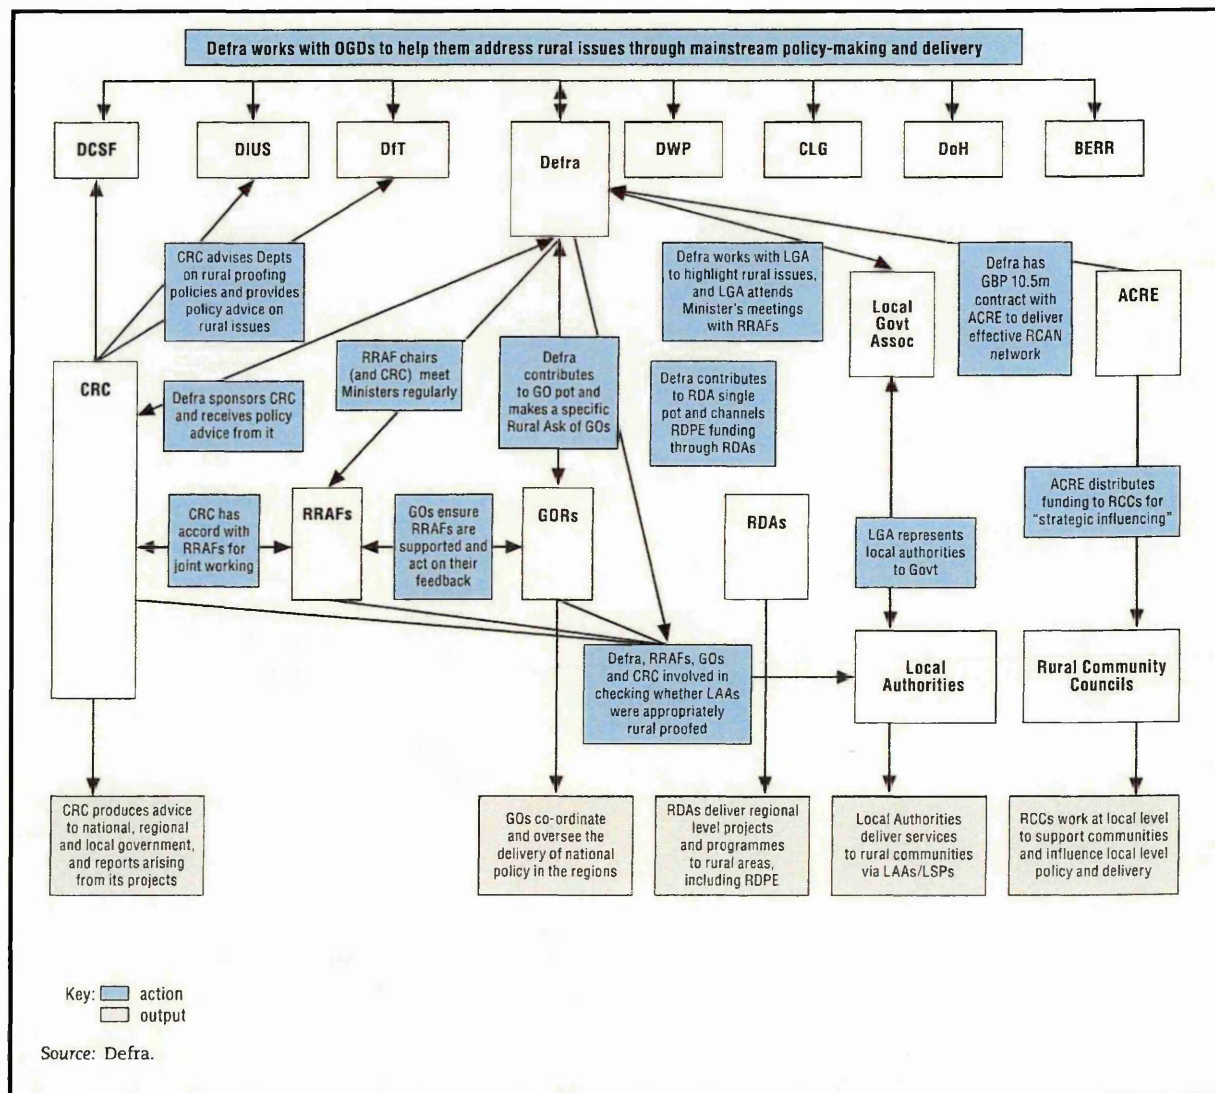 Defra works with OGDs to help them address rural issues through mainstream policy-making and delivery
DCSF
DIUS
DfT
Defra
DWP
CLG
DoH
BERR
CRC advises Depts
on rural proofing
policies and provides
policy advice on
rural issues
Defra works with LGA
to highlight rural issues,
and LGA attends
Minister's meetings
with RRAFs
Local
Govt
Assoc
Defra has
GBP 10.5m
contract with
ACRE to deliver
effective RCAN
network
ACRE
CRC
Defra sponsors CRC
and receives policy
advice from it
RRAF chairs
(and CRC) meet
Ministers regularly
Defra
contributes
to GO pot and
makes a specific
Rural Ask of GOs
Defra contributes
to RDA single
pot and channels
RDPE funding
through RDAs
CRC has
accord with
RRAFs for
joint working
RRAFs
GOs ensure
RRAFs are
supported and
act on their
feedback
GORs
RDAs
LGA represents
local authorities
to Govt
ACRE distributes
funding to RCCs for
"strategic influencing"
Defra, RRAFs, GOs
and CRC involved in
checking whether LAAs
were appropriately
rural proofed
Local
Authorities
Rural Community
Councils
CRC produces advice
to national, regional
and local government,
and reports arising
from its projects
GOs co-ordinate
and oversee the
delivery of national
policy in the regions
RDAs deliver regional
level projects
and programmes
to rural areas,
including RDPE
Local Authorities
deliver services
to rural communities
via LAAs/LSPs
RCCs work at local level
to support communities
and influence local level
policy and delivery
Key:
action
output
Source: Defra.